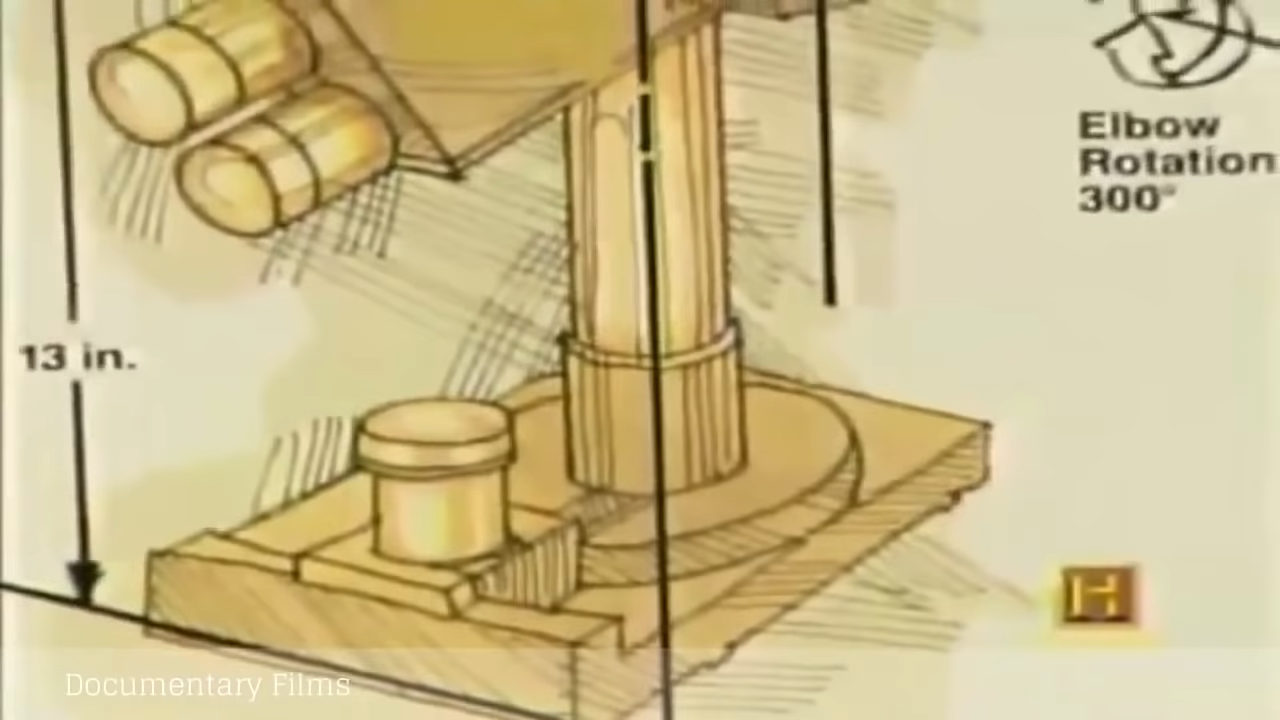 Elbow
Rotation
300°
13 in.
H
Documentary Films